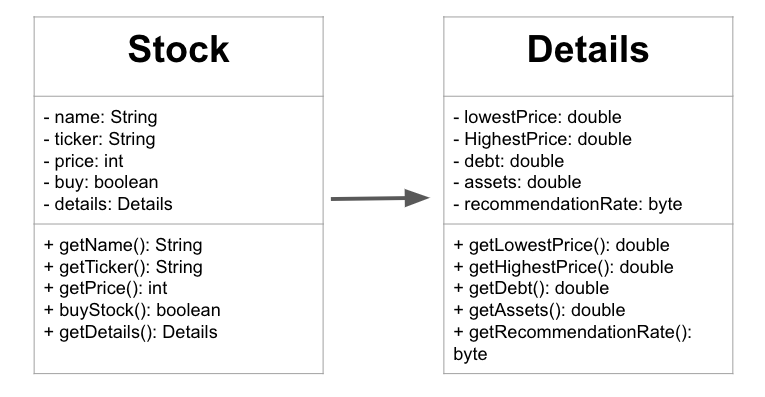 Stock
- name: String
- ticker: String
- price: int
- buy: boolean
- details: Details
+ getName(): String
+ getTicker(): String
+ getPrice(): int
+ buyStock(): boolean
+ getDetails(): Details
Details
- lowestPrice: double
- HighestPrice: double
- debt: double
- assets: double
- recommendationRate: byte
+ getLowestPrice(): double
+ getHighestPrice(): double
+ getDebt(): double
+ getAssets(): double
+ getRecommendationRate():
byte